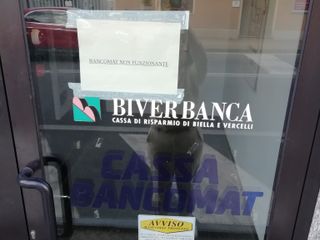 BANCOMAT NON FUNZIONANTE
BIVERBANCA
CASSA DI RISPARMIO DI BIELLA E VERCELLI
CASSA
BANCOMAT
AVVISO